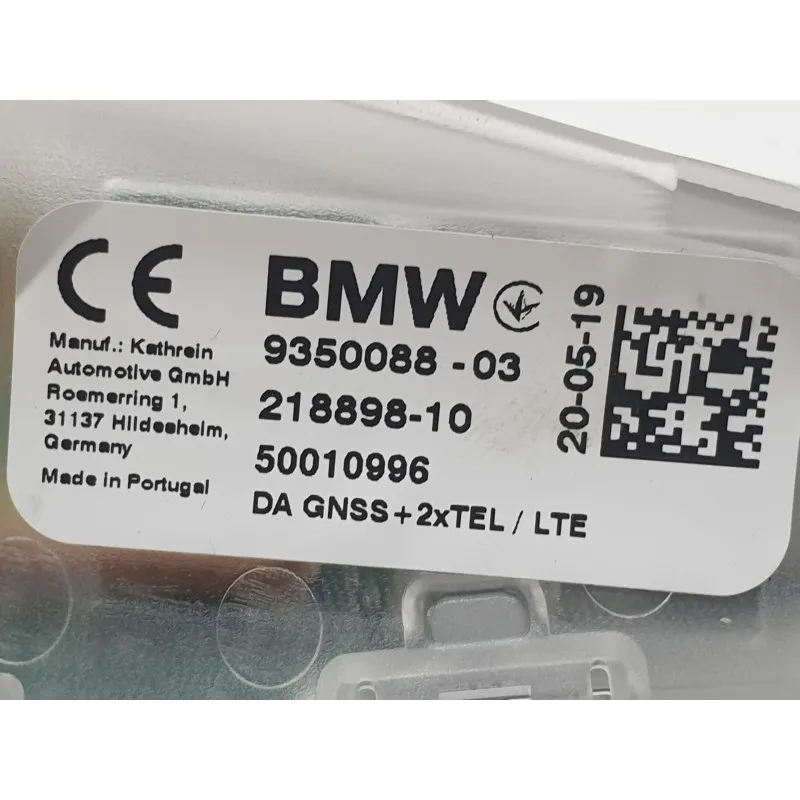 CE
Manuf.: Kathrein
Automotive GmbH
Roemerring 1,
31137 Hildesheim,
Germany
Made in Portugal
BMW
9350088-03
218898-10
50010996
DA GNSS+2xTEL / LTE
20-05-19